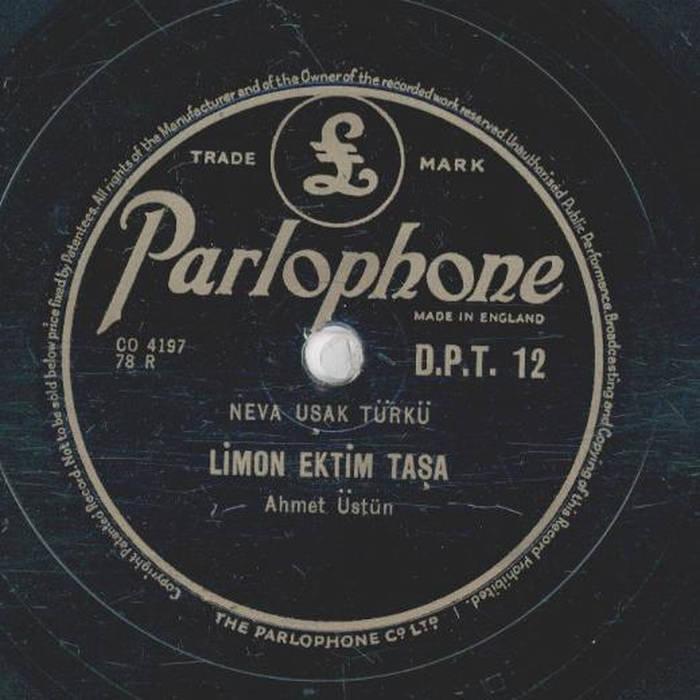 Copyright Patented Record. Not to be sold below price fixed by Patentees. All rights of the Manufacturer and of the Owner of the recorded work reserved. Unauthorised Public Performance, Broadcasting and Copying of this Record Prohibited.
£
TRADE MARK
Parlophone
MADE IN ENGLAND
CO 4197
78 R
D.P.T. 12
NEVA UŞAK TÜRKÜ
LİMON EKTİM TAŞA
Ahmet Üstün
THE PARLOPHONE CO LTD